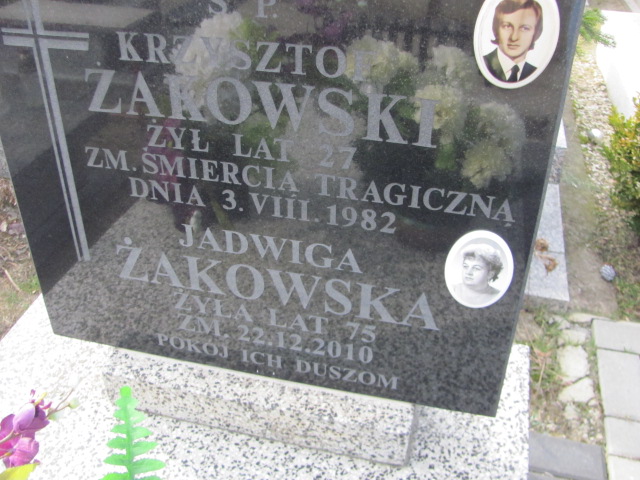 Ś. P.
KRZYSZTOF
ŻAKOWSKI
ŻYŁ LAT 27
ZM. ŚMIERCIĄ TRAGICZNĄ
DNIA 3. VIII. 1982
JADWIGA
ŻAKOWSKA
ŻYŁA LAT 75
ZM. 22.12.2010
POKÓJ ICH DUSZOM